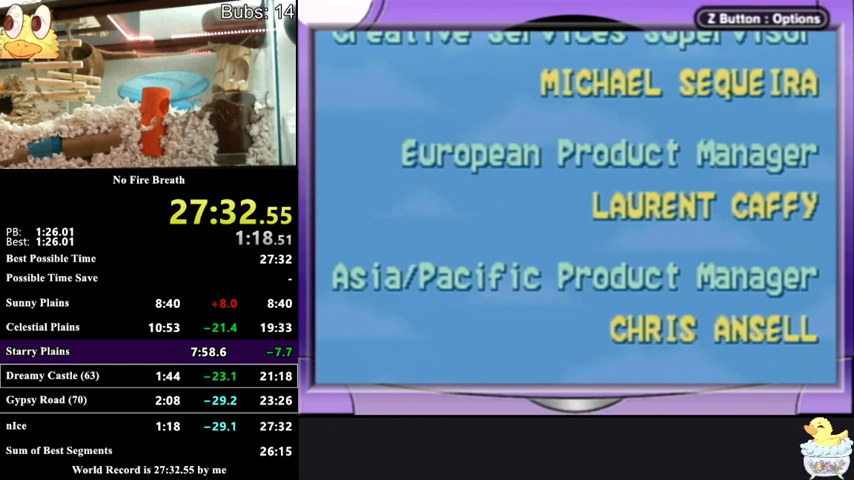 Bubs: 14
Z Button : Options
Creative Services Supervisor
MICHAEL SEQUEIRA
European Product Manager
LAURENT CAFFY
Asia/Pacific Product Manager
CHRIS ANSELL
No Fire Breath
27:32.55
PB: 1:26.01
Best: 1:26.01
1:18.51
Best Possible Time 27:32
Possible Time Save -
Sunny Plains 8:40 +8.0 8:40
Celestial Plains 10:53 −21.4 19:33
Starry Plains 7:58.6 −7.7
Dreamy Castle (63) 1:44 −23.1 21:18
Gypsy Road (70) 2:08 −29.2 23:26
nIce 1:18 −29.1 27:32
Sum of Best Segments 26:15
World Record is 27:32.55 by me